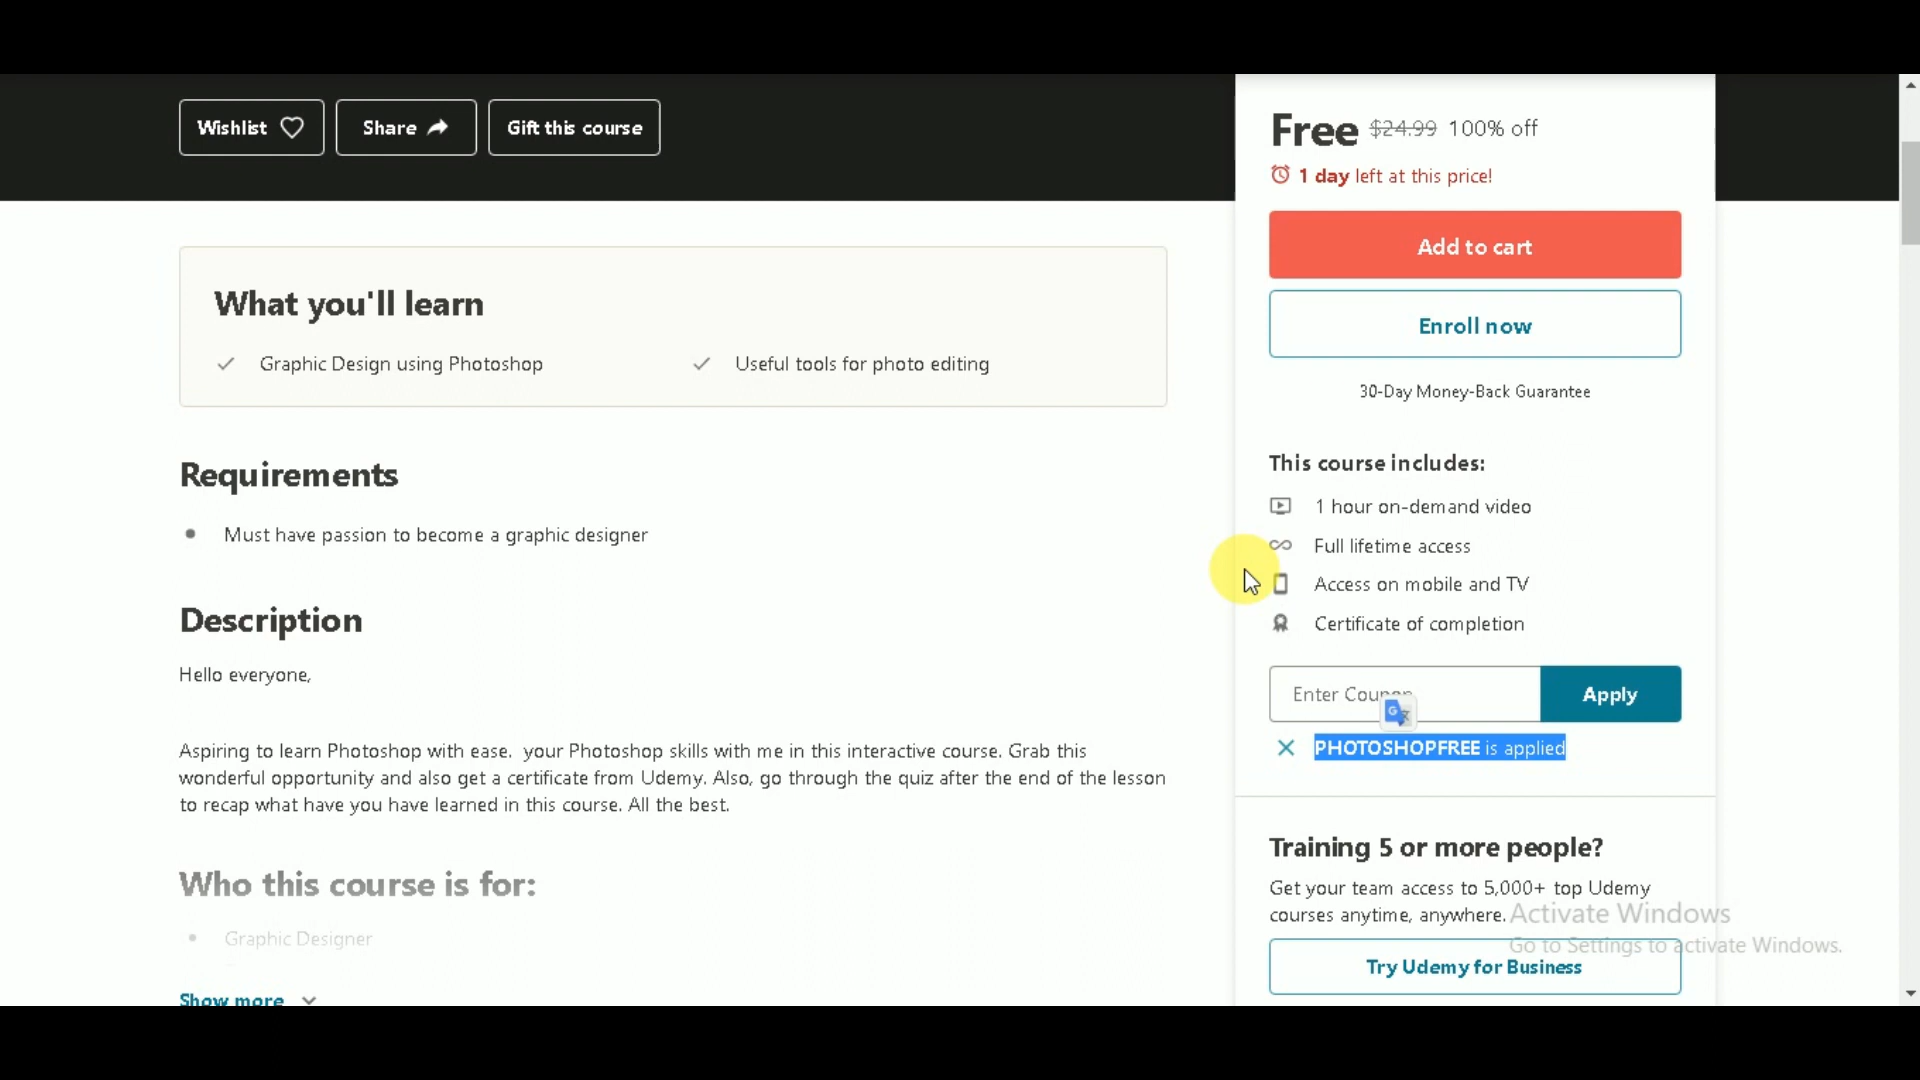 Wishlist
Share
Gift this course
What you'll learn
Graphic Design using Photoshop
Useful tools for photo editing
Requirements
Must have passion to become a graphic designer
Description
Hello everyone,
Aspiring to learn Photoshop with ease.  your Photoshop skills with me in this interactive course. Grab this
wonderful opportunity and also get a certificate from Udemy. Also, go through the quiz after the end of the lesson
to recap what have you have learned in this course. All the best.
Who this course is for:
Graphic Designer
Show more
Free $24.99 100% off
1 day left at this price!
Add to cart
Enroll now
30-Day Money-Back Guarantee
This course includes:
1 hour on-demand video
Full lifetime access
Access on mobile and TV
Certificate of completion
Enter Coupon
Apply
PHOTOSHOPFREE is applied
Training 5 or more people?
Get your team access to 5,000+ top Udemy
courses anytime, anywhere.
Try Udemy for Business
Activate Windows
Go to Settings to activate Windows.